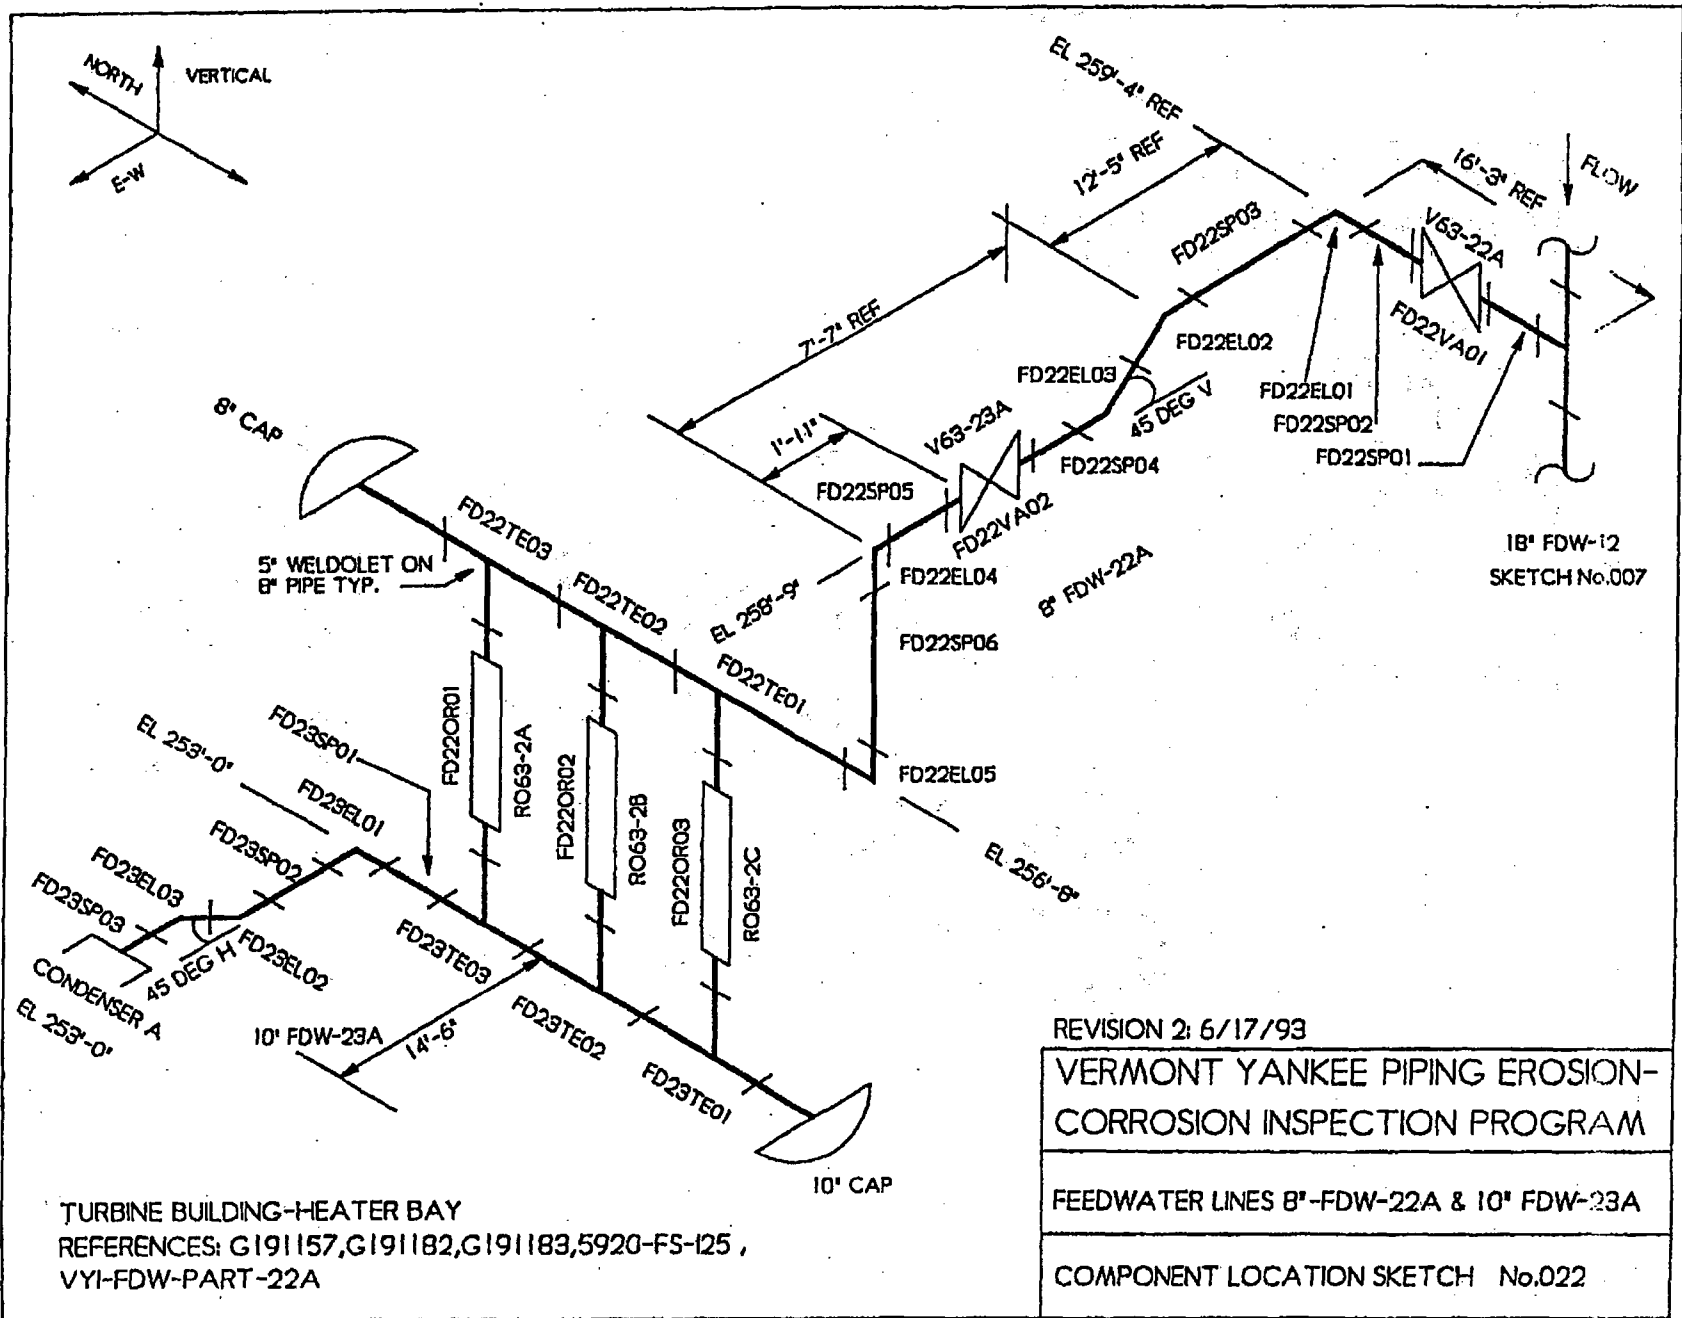 NORTH
VERTICAL
E-W
EL 259'-4" REF
12'-5" REF
16'-3" REF
FLOW
V63-22A
FD22SP03
7'-7" REF
FD22VA01
FD22EL02
FD22EL03
FD22EL01
45 DEG V
FD22SP02
FD22SP01
8" CAP
1'-11"
V63-23A
FD22SP04
FD22SP05
FD22VA02
FD22TE03
18" FDW-12
SKETCH No.007
5" WELDOLET ON
8" PIPE TYP.
FD22TE02
EL 258'-9"
FD22EL04
8" FDW-22A
FD22SP06
FD22TE01
FD23SP01
EL 253'-0"
FD22OR01
RO63-2A
FD22OR02
RO63-2B
FD22OR03
RO63-2C
FD22EL05
FD23EL01
FD23SP02
EL 256'-8"
FD23EL03
FD23SP03
FD23EL02
45 DEG H
FD23TE03
CONDENSER A
EL 253'-0"
10" FDW-23A
14'-6"
FD23TE02
FD23TE01
10" CAP
REVISION 2: 6/17/93
VERMONT YANKEE PIPING EROSION-
CORROSION INSPECTION PROGRAM
FEEDWATER LINES 8"-FDW-22A & 10" FDW-23A
COMPONENT LOCATION SKETCH No.022
TURBINE BUILDING-HEATER BAY
REFERENCES: G191157,G191182,G191183,5920-FS-125 ,
VYI-FDW-PART-22A